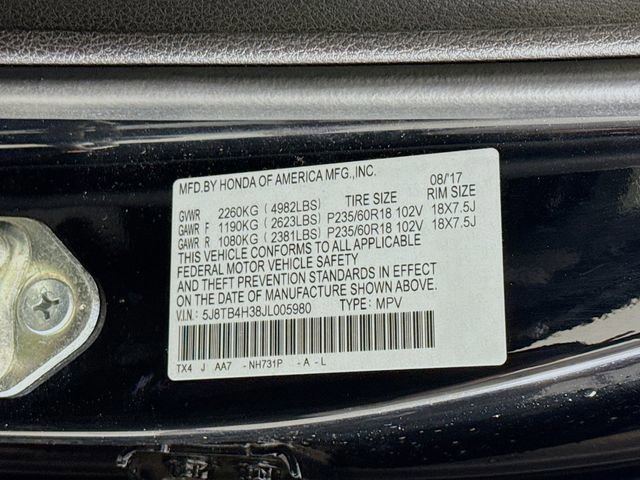 MFD.BY HONDA OF AMERICA MFG.,INC. 08/'17
TIRE SIZE RIM SIZE
GVWR 2260KG ( 4982LBS)
GAWR F 1190KG ( 2623LBS) P235/60R18 102V 18X7.5J
GAWR R 1080KG ( 2381LBS) P235/60R18 102V 18X7.5J
THIS VEHICLE CONFORMS TO ALL APPLICABLE
FEDERAL MOTOR VEHICLE SAFETY
AND THEFT PREVENTION STANDARDS IN EFFECT
ON THE DATE OF MANUFACTURE SHOWN ABOVE.
V.I.N.: 5J8TB4H38JL005980 TYPE: MPV
TX4 J AA7 -NH731P -A-L